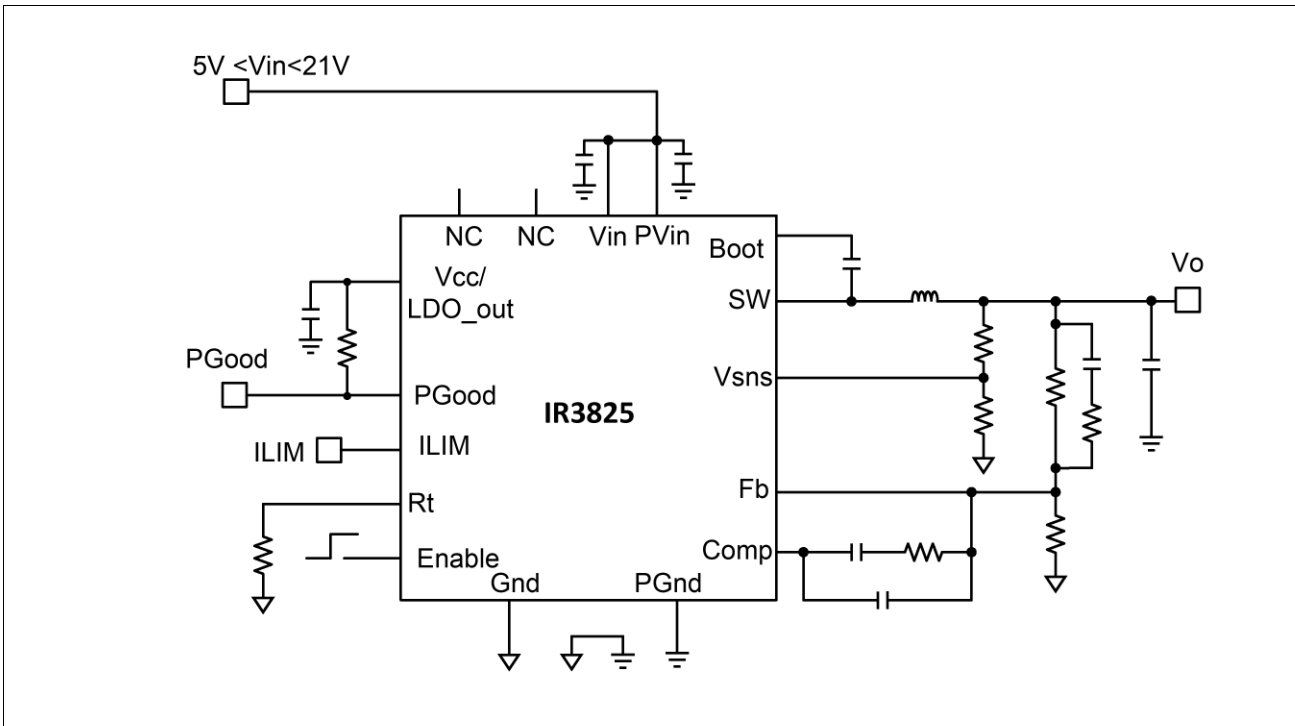 5V <Vin<21V
NC
NC
Vin
PVin
Boot
Vcc/
LDO_out
SW
Vo
PGood
Vsns
PGood
IR3825
ILIM
ILIM
Fb
Rt
Comp
Enable
Gnd
PGnd